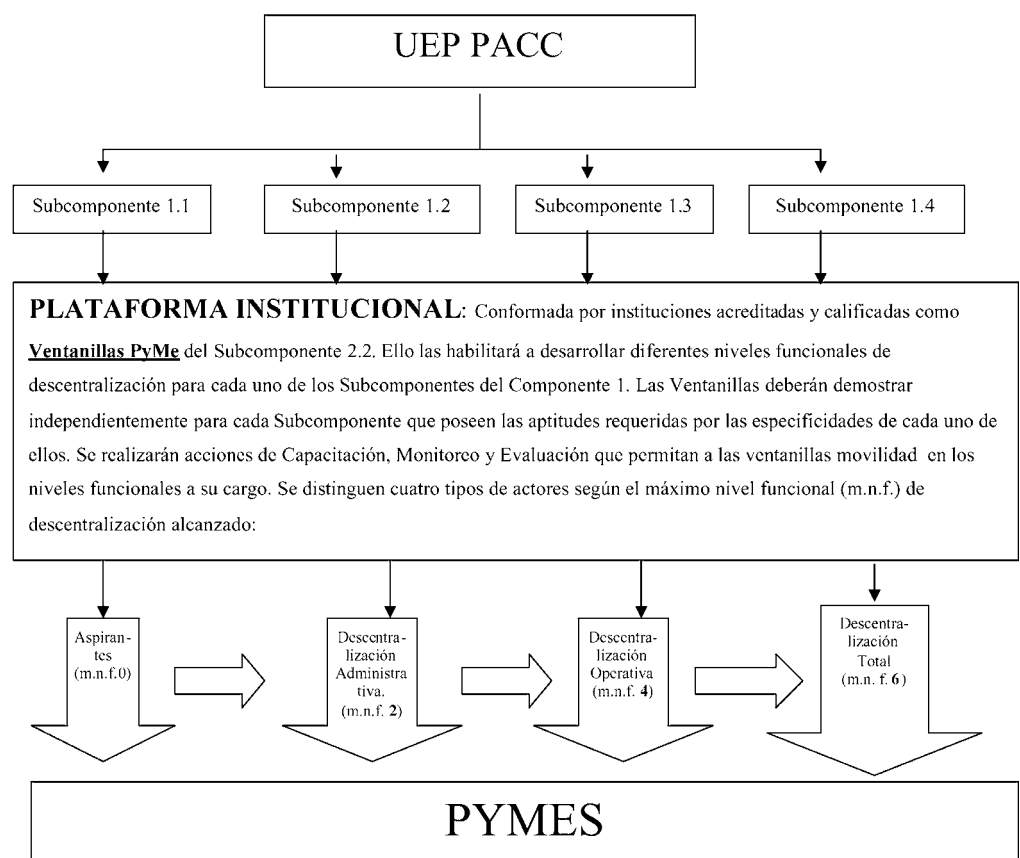 UEP PACC
Subcomponente 1.1
Subcomponente 1.2
Subcomponente 1.3
Subcomponente 1.4
PLATAFORMA INSTITUCIONAL: Conformada por instituciones acreditadas y calificadas como
Ventanillas PyMe del Subcomponente 2.2. Ello las habilitará a desarrollar diferentes niveles funcionales de
descentralización para cada uno de los Subcomponentes del Componente 1. Las Ventanillas deberán demostrar
independientemente para cada Subcomponente que poseen las aptitudes requeridas por las especificidades de cada uno de
ellos. Se realizarán acciones de Capacitación, Monitoreo y Evaluación que permitan a las ventanillas movilidad en los
niveles funcionales a su cargo. Se distinguen cuatro tipos de actores según el máximo nivel funcional (m.n.f.) de
descentralización alcanzado:
Aspiran-
tes
(m.n.f.0)
Descentra-
lización
Administra-
tiva.
(m.n.f. 2)
Descentra-
lización
Operativa
(m.n.f. 4)
Descentra-
lización
Total
(m.n. f. 6)
PYMES